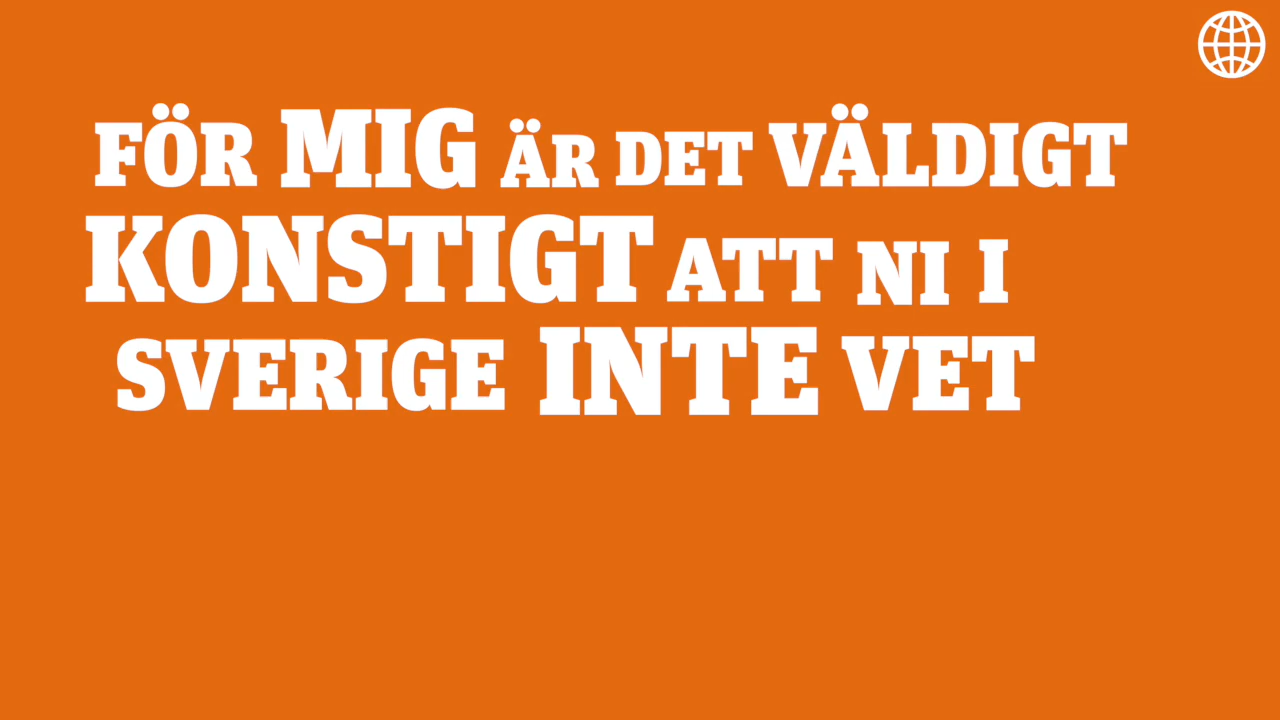 FÖR MIG ÄR DET VÄLDIGT
KONSTIGT ATT NI I
SVERIGE INTE VET